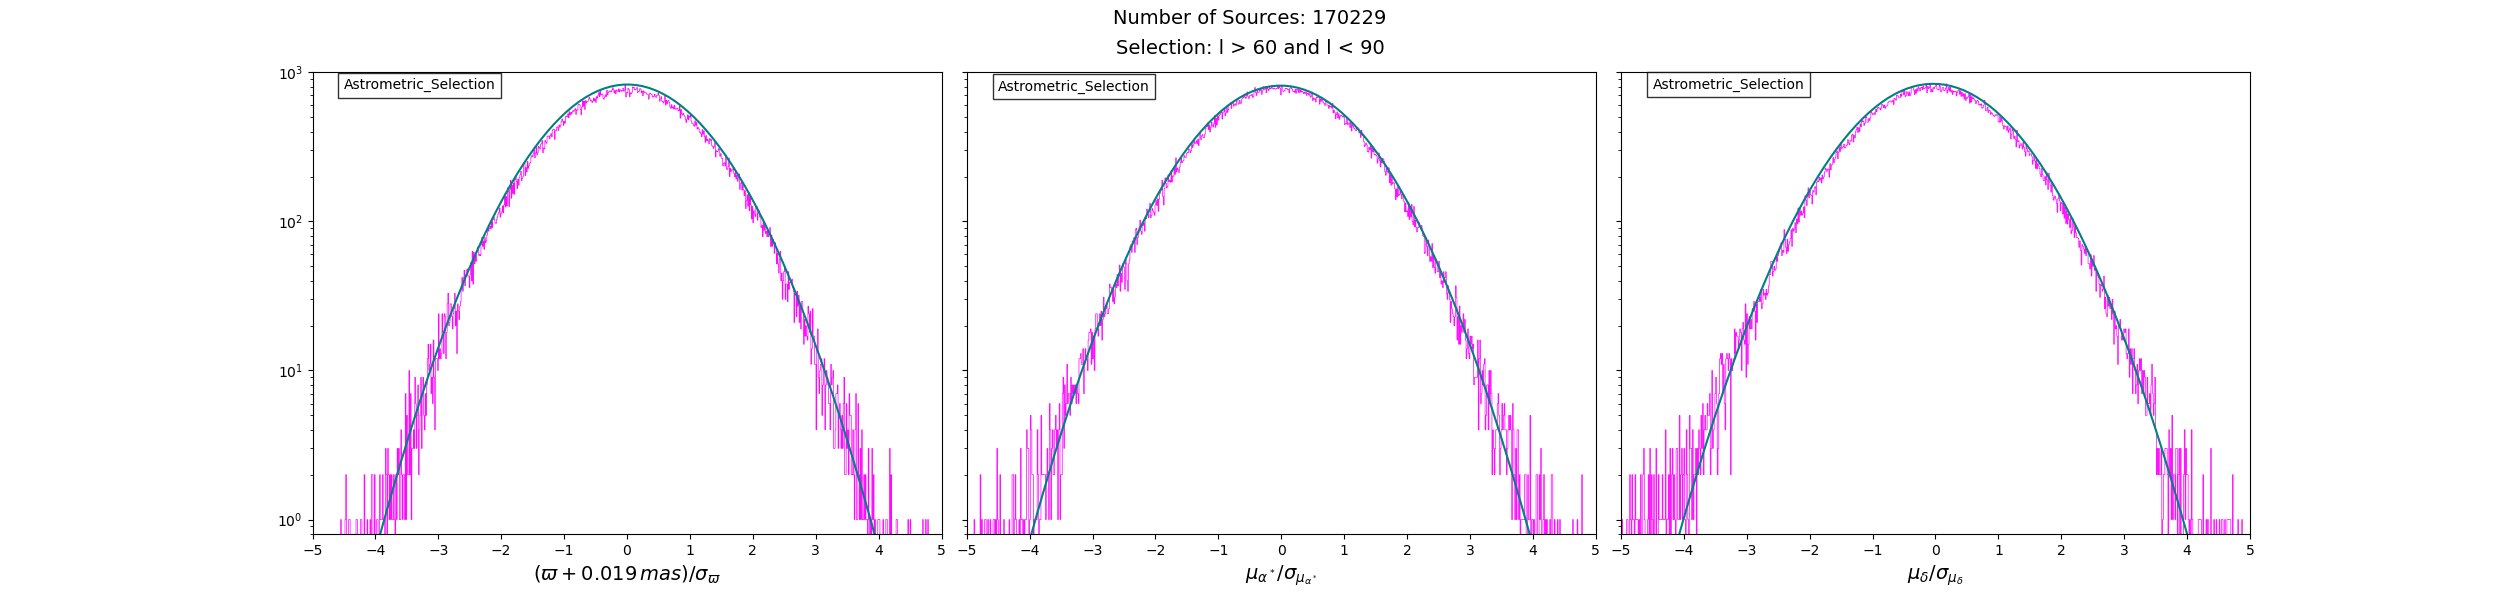 Number of Sources: 170229
Selection: l > 60 and l < 90
Astrometric_Selection
Astrometric_Selection
Astrometric_Selection
10³
10²
10¹
10⁰
−5 −4 −3 −2 −1 0 1 2 3 4 5
−5 −4 −3 −2 −1 0 1 2 3 4 5
−5 −4 −3 −2 −1 0 1 2 3 4 5
(ϖ + 0.019 mas)/σ_ϖ
μ_α*/σ_μ_α*
μ_δ/σ_μ_δ